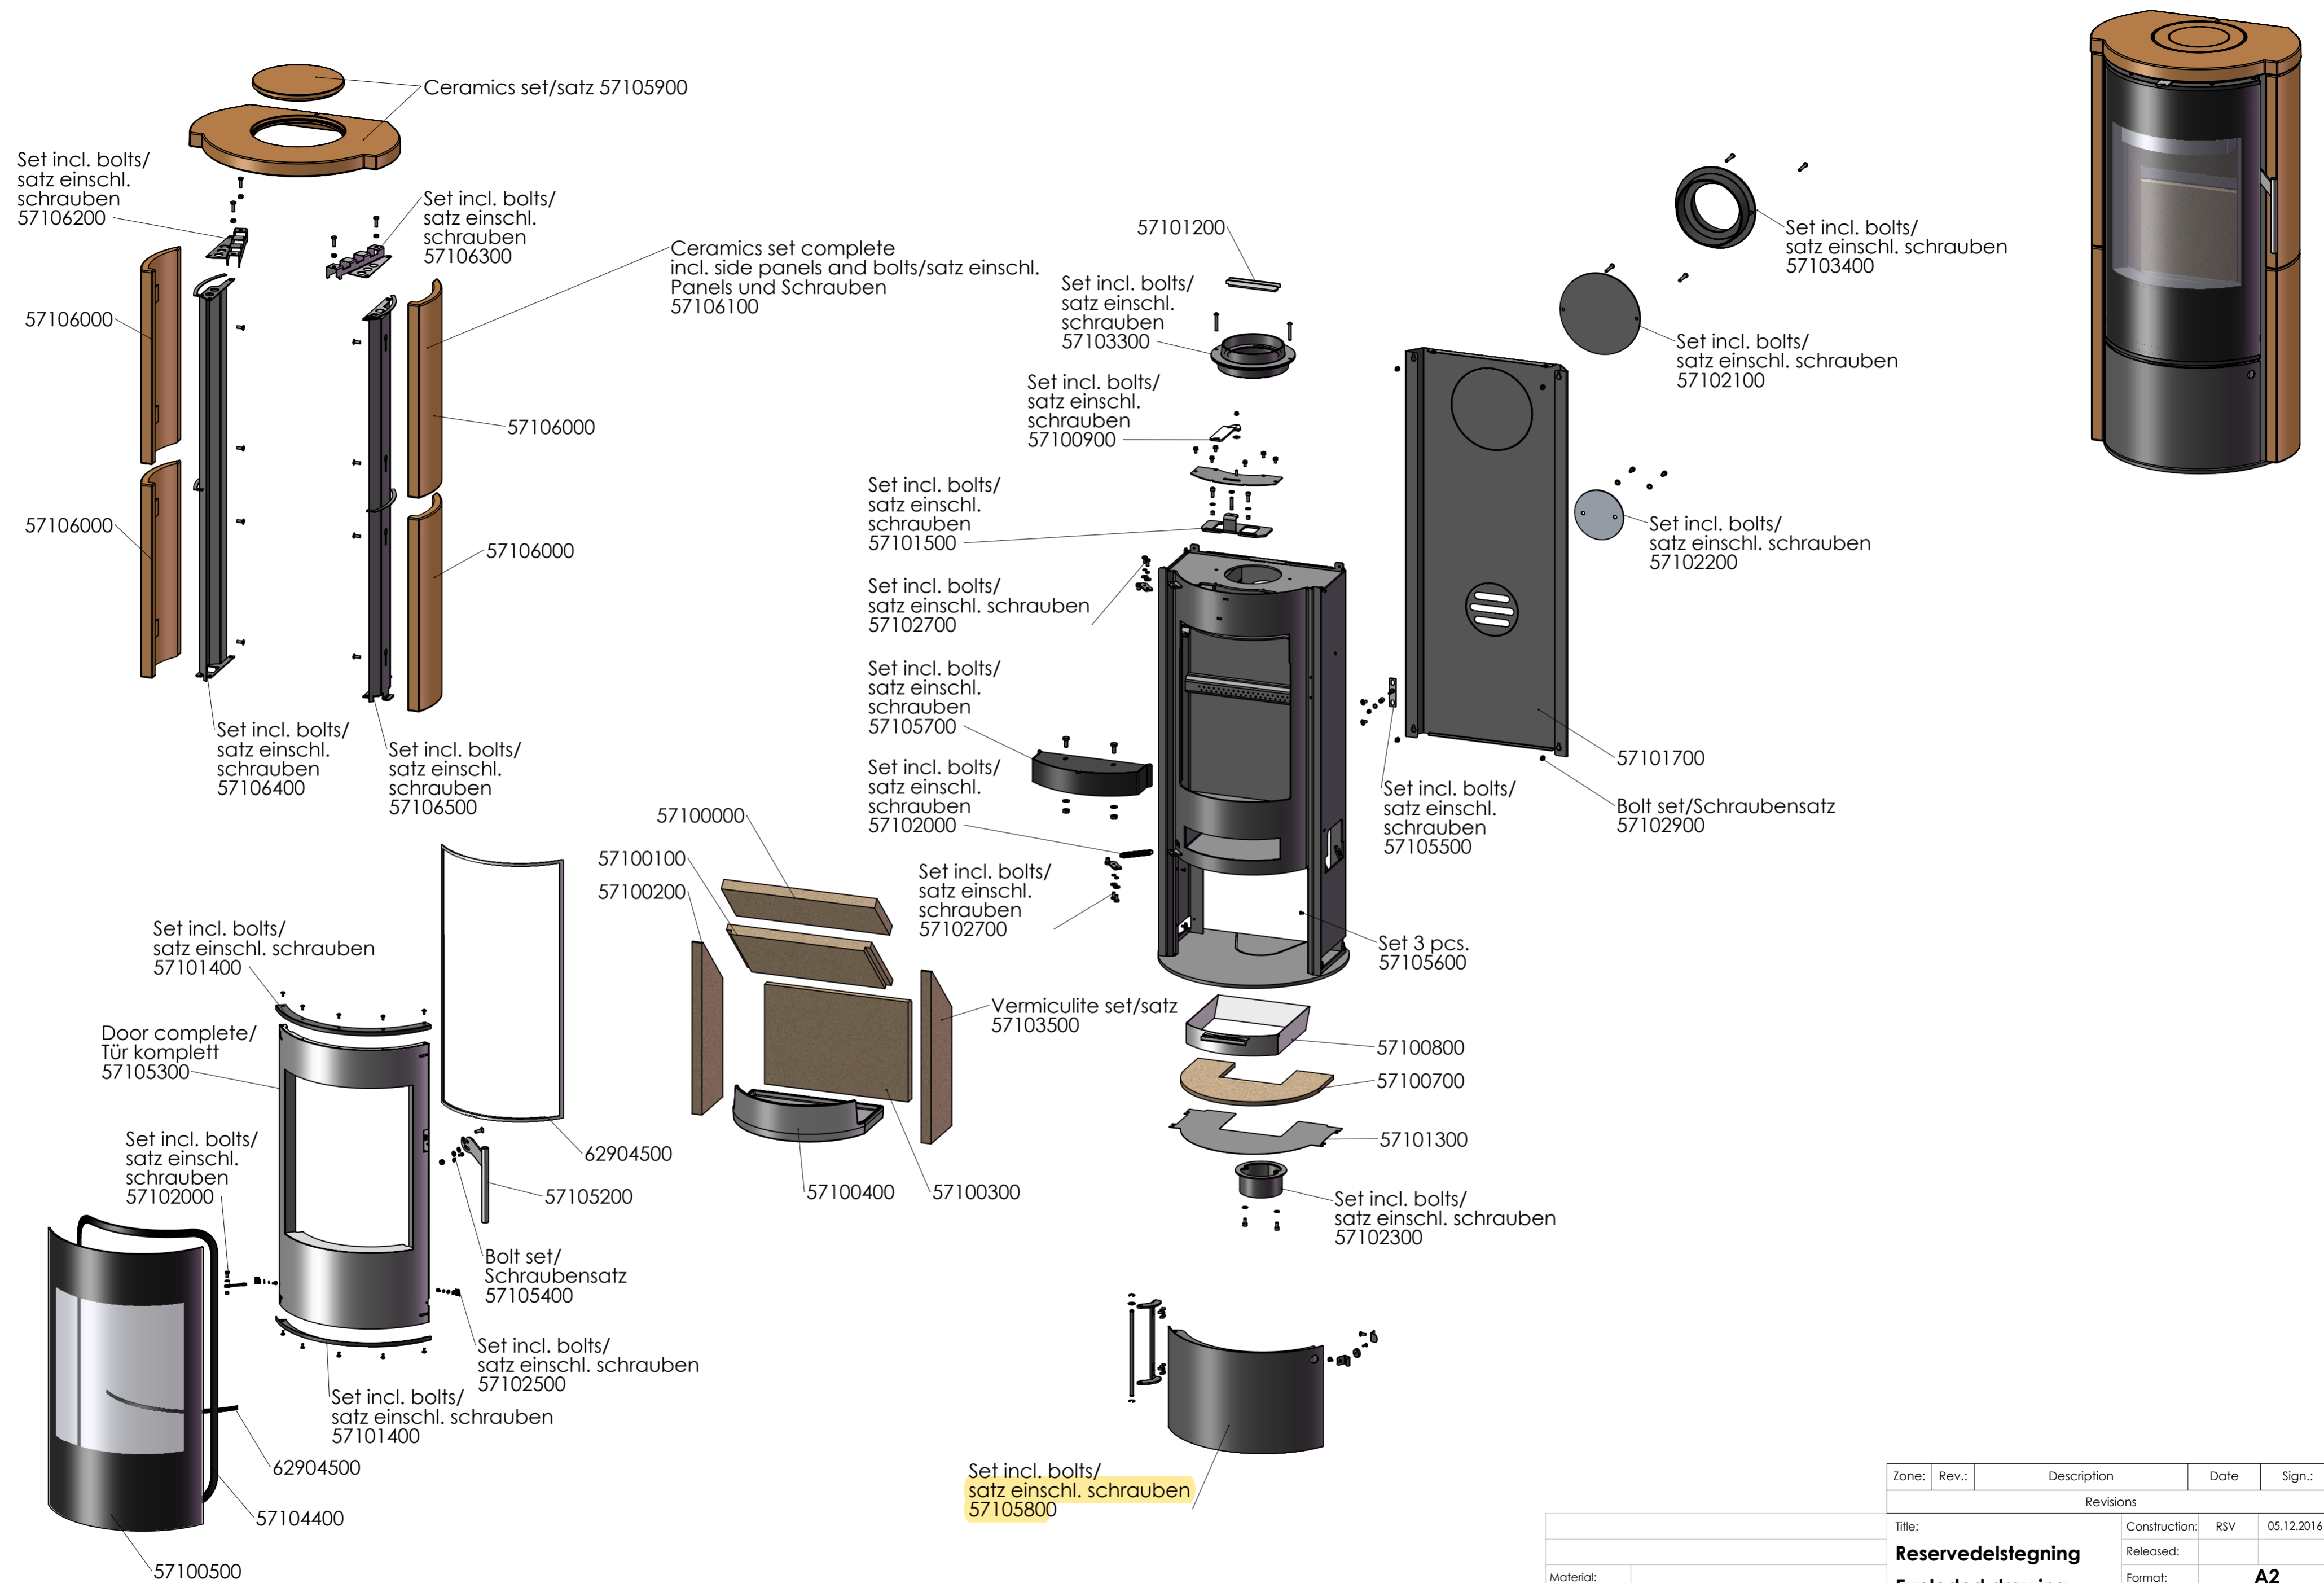 Ceramics set/satz 57105900
Set incl. bolts/
satz einschl.
schrauben
57106200
Set incl. bolts/
satz einschl.
schrauben
57106300
Ceramics set complete
incl. side panels and bolts/satz einschl.
Panels und Schrauben
57106100
57106000
57106000
57106000
57106000
Set incl. bolts/
satz einschl.
schrauben
57106400
Set incl. bolts/
satz einschl.
schrauben
57106500
57101200
Set incl. bolts/
satz einschl.
schrauben
57103300
Set incl. bolts/
satz einschl.
schrauben
57100900
Set incl. bolts/
satz einschl.
schrauben
57101500
Set incl. bolts/
satz einschl. schrauben
57102700
Set incl. bolts/
satz einschl.
schrauben
57105700
Set incl. bolts/
satz einschl.
schrauben
57102000
Set incl. bolts/
satz einschl.
schrauben
57102700
Set incl. bolts/
satz einschl. schrauben
57103400
Set incl. bolts/
satz einschl. schrauben
57102100
Set incl. bolts/
satz einschl. schrauben
57102200
57101700
Bolt set/Schraubensatz
57102900
Set incl. bolts/
satz einschl.
schrauben
57105500
Set 3 pcs.
57105600
57100800
57100700
57101300
Set incl. bolts/
satz einschl. schrauben
57102300
57100000
57100100
57100200
Vermiculite set/satz
57103500
57100400
57100300
Set incl. bolts/
satz einschl. schrauben
57101400
Door complete/
Tür komplett
57105300
Set incl. bolts/
satz einschl.
schrauben
57102000
62904500
57105200
Bolt set/
Schraubensatz
57105400
Set incl. bolts/
satz einschl. schrauben
57102500
Set incl. bolts/
satz einschl. schrauben
57101400
62904500
57104400
57100500
Set incl. bolts/
satz einschl. schrauben
57105800
Zone: Rev.: Description Date Sign.:
Revisions
Title: Construction: RSV 05.12.2016
Reservedelstegning Released:
Material: Format: A2